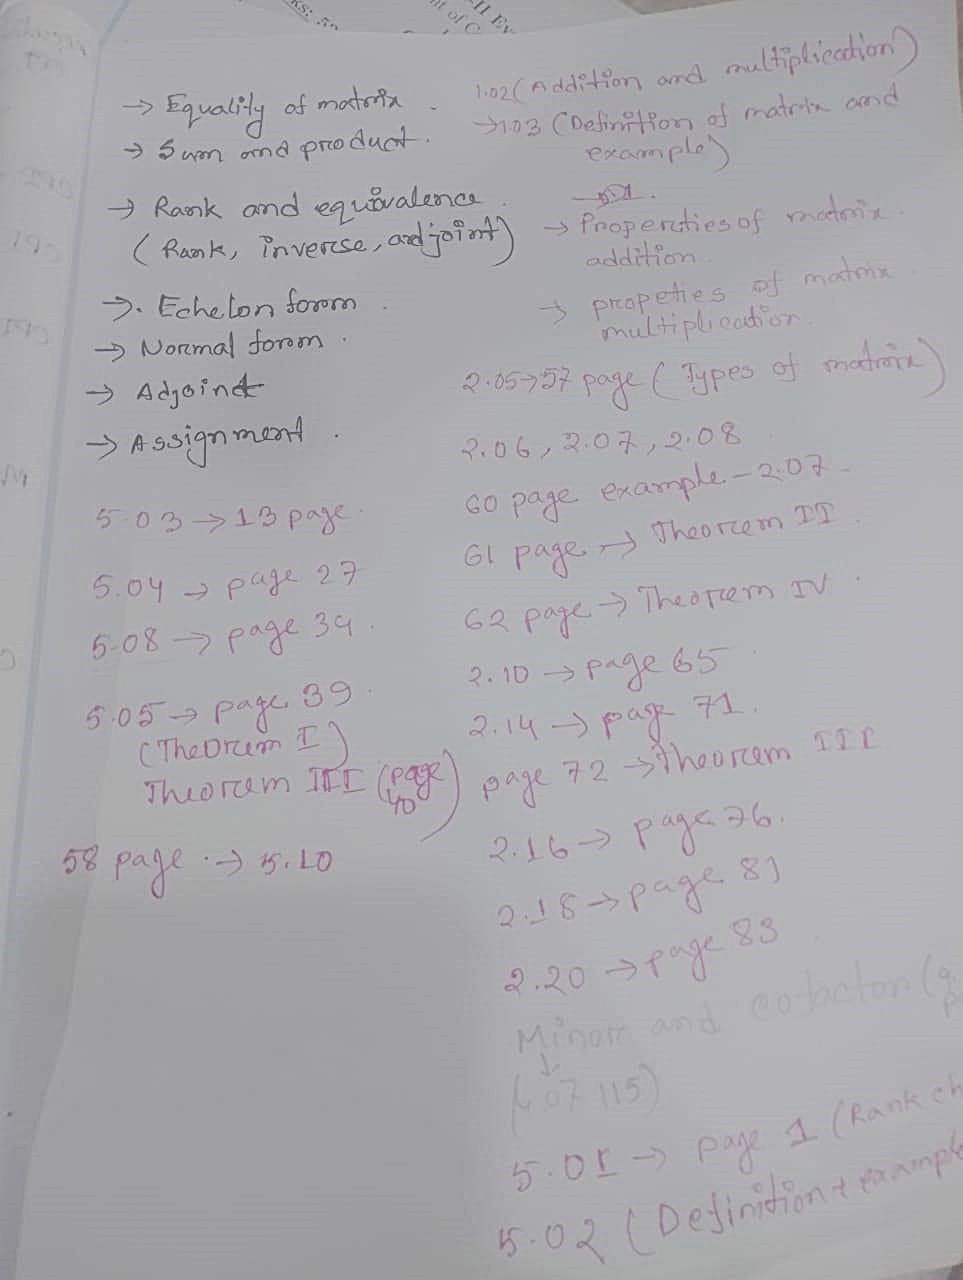 → Equality of matrix .
→ Sum and product .
→ Rank and equivalence .
( Rank, inverse, adjoint)
→. Echelon form .
→ Normal form .
→ Adjoint
→ Assignment .
5.03 → 13 page.
5.04 → page 27
5.08 → page 34 .
5.05 → page 39 .
(Theorem I)
Theorem III (page 40)
58 page .→ 5.10
1.02 (Addition and multiplication)
→1.03 (Definition of matrix and
example)
→ Properties of matrix .
addition .
→ propeties of matrix .
multiplication .
2.05→57 page ( Types of matrix)
2.06, 2.07, 2.08 .
60 page example – 2.07 .
61 page → Theorem II .
62 page → Theorem IV .
2.10 → page 65 .
2.14 → page 71 .
page 72 → Theorem III
2.16 → page 76.
2.18 → page 81
2.20 → page 83
Minor and cofactor (
↓
(4.07 115)
5.01 → page 1 (Rank ch
5.02 ( Definition + example